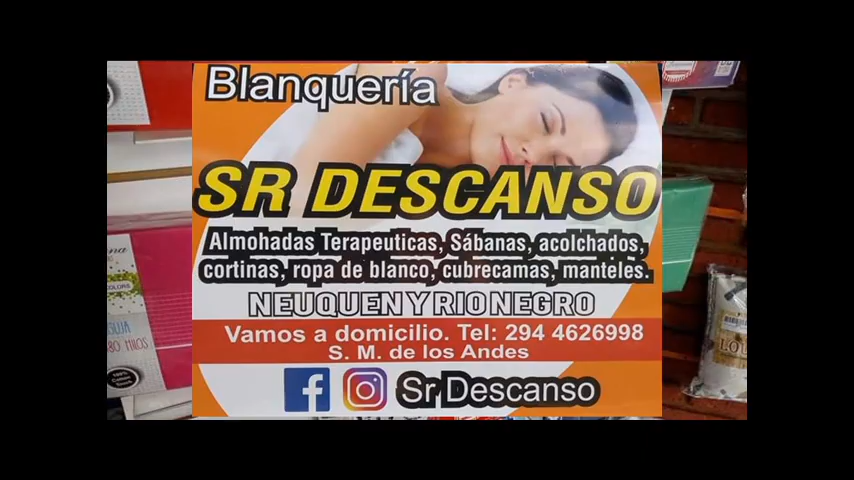 Blanquería
SR DESCANSO
Almohadas Terapeuticas, Sábanas, acolchados,
cortinas, ropa de blanco, cubrecamas, manteles.
NEUQUEN Y RIO NEGRO
Vamos a domicilio. Tel: 294 4626998
S. M. de los Andes
Sr Descanso